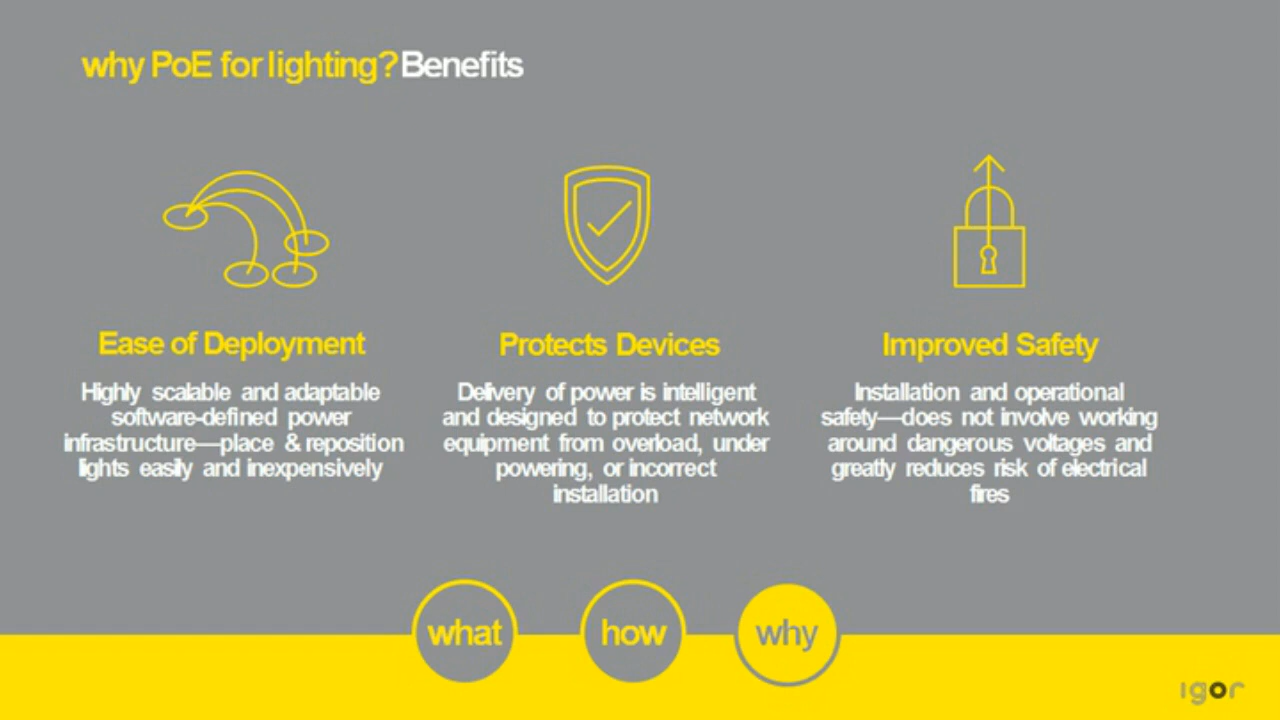 why PoE for lighting? Benefits
Ease of Deployment
Highly scalable and adaptable
software-defined power
infrastructure—place & reposition
lights easily and inexpensively
Protects Devices
Delivery of power is intelligent
and designed to protect network
equipment from overload, under
powering, or incorrect
installation
Improved Safety
Installation and operational
safety—does not involve working
around dangerous voltages and
greatly reduces risk of electrical
fires
what
how
why
igor